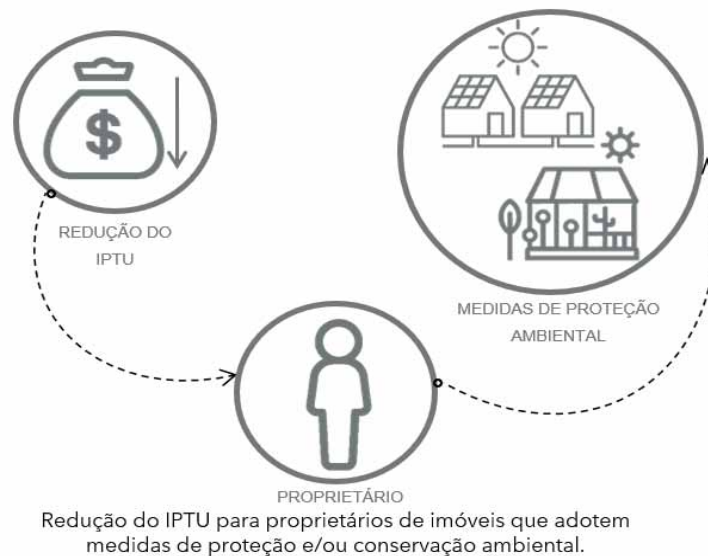 $
REDUÇÃO DO
IPTU
MEDIDAS DE PROTEÇÃO
AMBIENTAL
PROPRIETÁRIO
Redução do IPTU para proprietários de imóveis que adotem
medidas de proteção e/ou conservação ambiental.